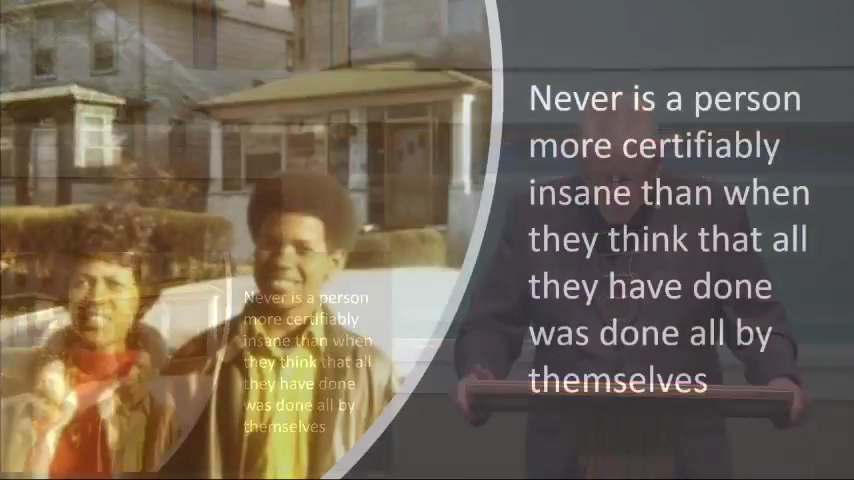 Never is a person
more certifiably
insane than when
they think that all
they have done
was done all by
themselves
Never is a person
more certifiably
insane than when
they think that all
they have done
was done all by
themselves